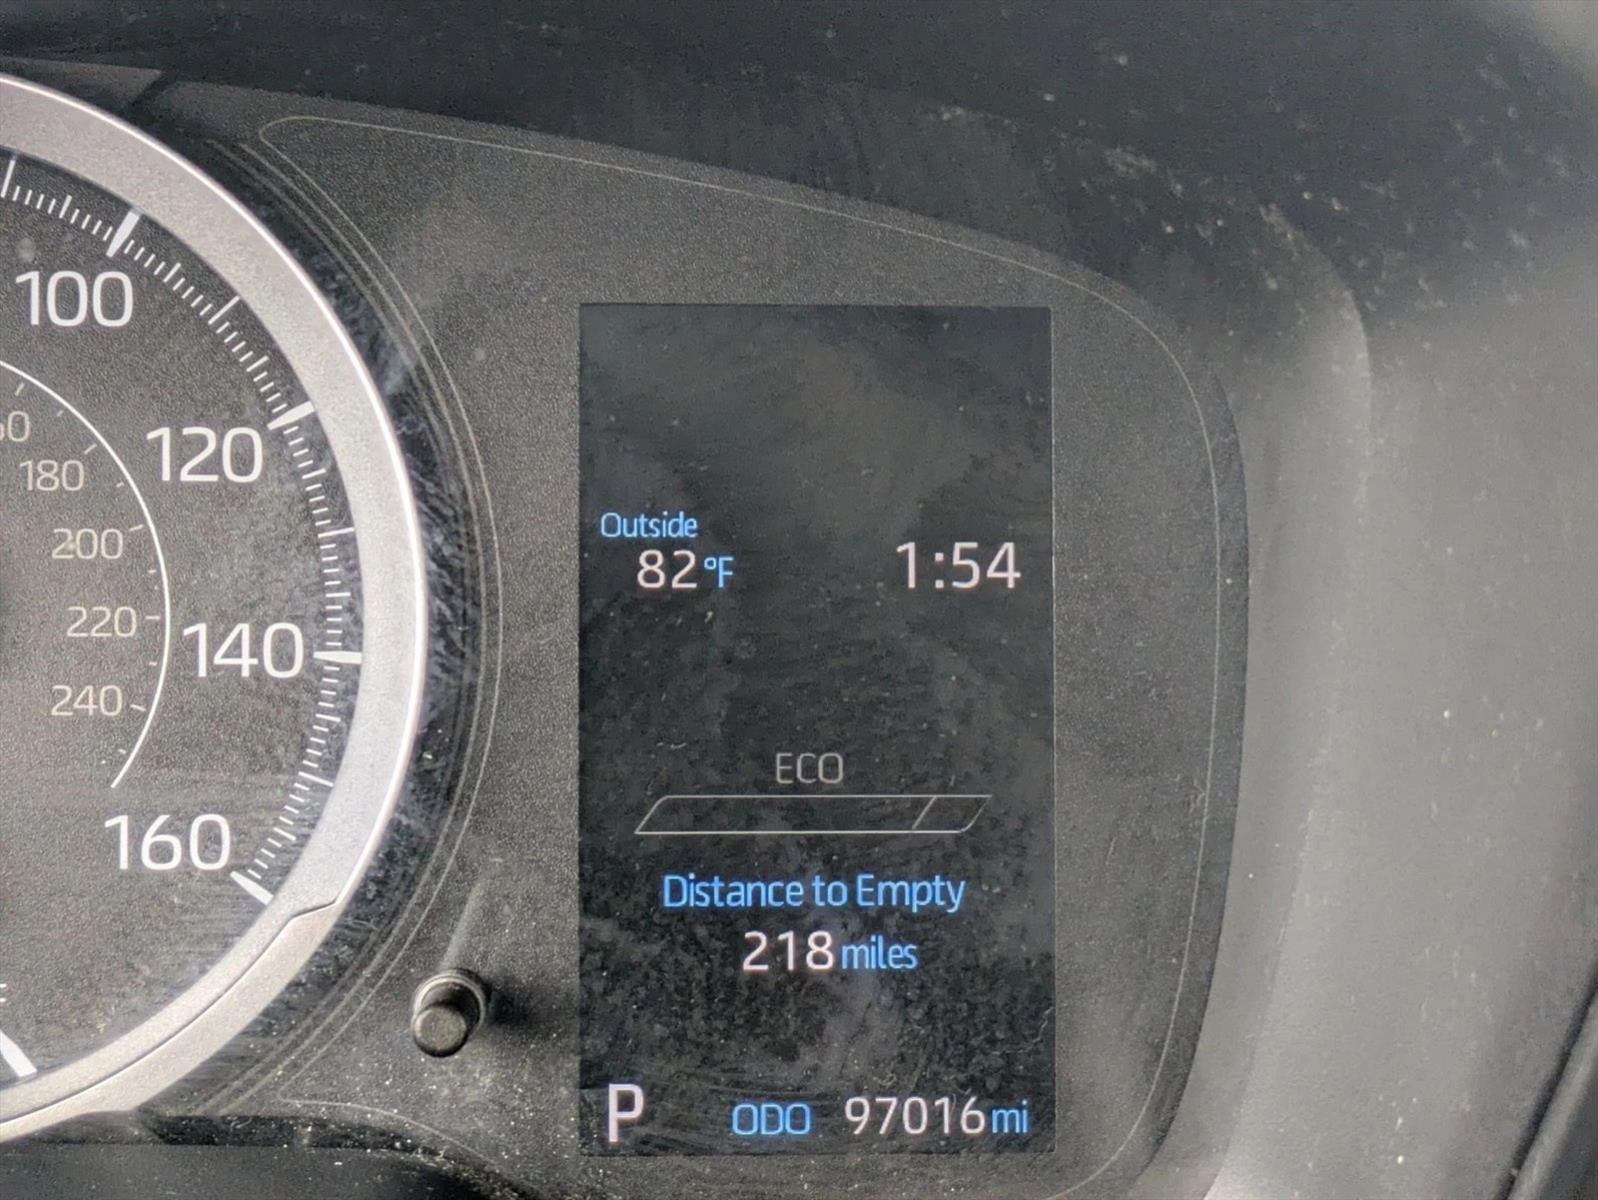 100
120
140
160
180
200
220
240
Outside
82°F
1:54
ECO
Distance to Empty
218 miles
P
ODO 97016 mi